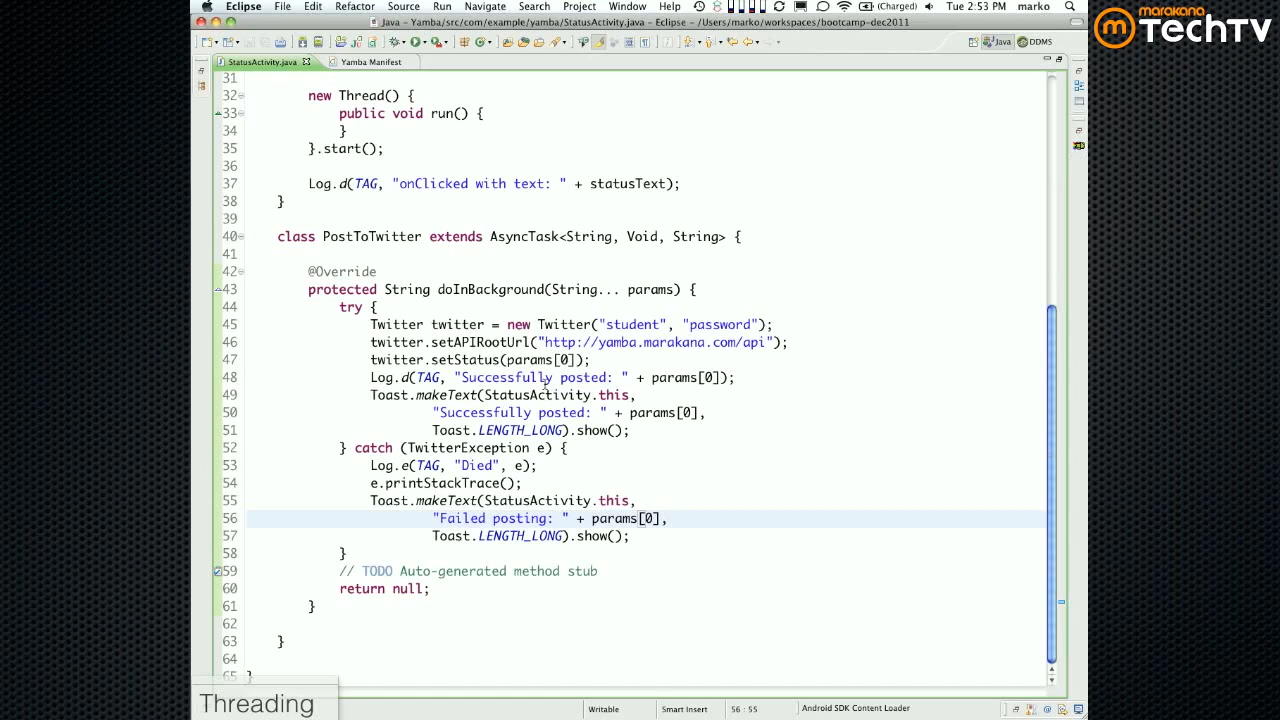 Eclipse File Edit Refactor Source Run Navigate Search Project Window Help (Charged) Tue 2:53 PM marko
Java - Yamba/src/com/example/yamba/StatusActivity.java - Eclipse - /Users/marko/workspaces/bootcamp-dec2011
marakana
TechTV
Java DDMS
StatusActivity.java Yamba Manifest
31
32 new Thread() {
33 public void run() {
34 }
35 }.start();
36
37 Log.d(TAG, "onClicked with text: " + statusText);
38 }
39
40 class PostToTwitter extends AsyncTask<String, Void, String> {
41
42 @Override
43 protected String doInBackground(String... params) {
44 try {
45 Twitter twitter = new Twitter("student", "password");
46 twitter.setAPIRootUrl("http://yamba.marakana.com/api");
47 twitter.setStatus(params[0]);
48 Log.d(TAG, "Successfully posted: " + params[0]);
49 Toast.makeText(StatusActivity.this,
50 "Successfully posted: " + params[0],
51 Toast.LENGTH_LONG).show();
52 } catch (TwitterException e) {
53 Log.e(TAG, "Died", e);
54 e.printStackTrace();
55 Toast.makeText(StatusActivity.this,
56 "Failed posting: " + params[0],
57 Toast.LENGTH_LONG).show();
58 }
59 // TODO Auto-generated method stub
60 return null;
61 }
62
63 }
64
65 }
Threading
Writable Smart Insert 56 : 55 Android SDK Content Loader